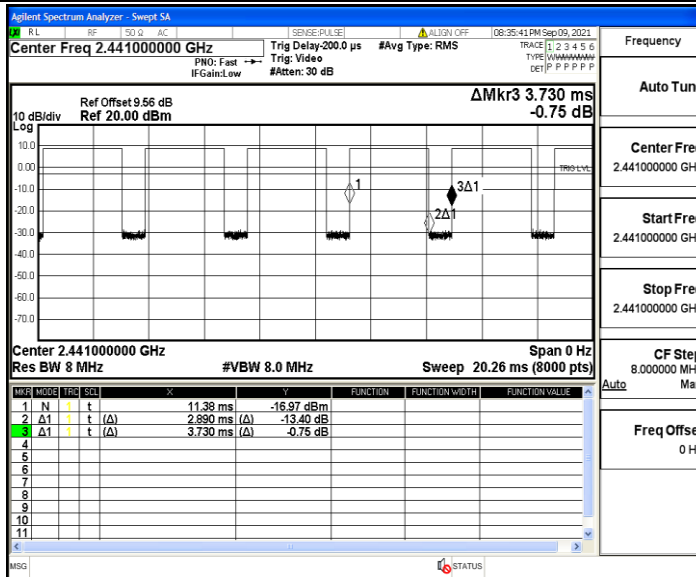 Agilent Spectrum Analyzer - Swept SA
RL RF 50 Ω AC SENSE:PULSE ALIGN OFF 08:35:41 PM Sep 09, 2021
Center Freq 2.441000000 GHz
Trig Delay-200.0 µs #Avg Type: RMS TRACE 1 2 3 4 5 6
PNO: Fast Trig: Video TYPE
IFGain:Low #Atten: 30 dB DET P P P P P P
ΔMkr3 3.730 ms
-0.75 dB
Ref Offset 9.56 dB
10 dB/div Ref 20.00 dBm
Log
10.0
0.00
TRIG LVL
-10.0
-20.0
-30.0
-40.0
-50.0
-60.0
-70.0
1
3Δ1
2Δ1
Center 2.441000000 GHz Span 0 Hz
Res BW 8 MHz #VBW 8.0 MHz Sweep 20.26 ms (8000 pts)
MKR MODE TRC SCL X Y FUNCTION FUNCTION WIDTH FUNCTION VALUE
1 N 1 t 11.38 ms -16.97 dBm
2 Δ1 1 t (Δ) 2.890 ms (Δ) -13.40 dB
3 Δ1 1 t (Δ) 3.730 ms (Δ) -0.75 dB
4
5
6
7
8
9
10
11
MSG STATUS
Frequency
Auto Tun
Center Fre
2.441000000 GH
Start Fre
2.441000000 GH
Stop Fre
2.441000000 GH
CF Step
8.000000 MH
Auto Ma
Freq Offse
0 H